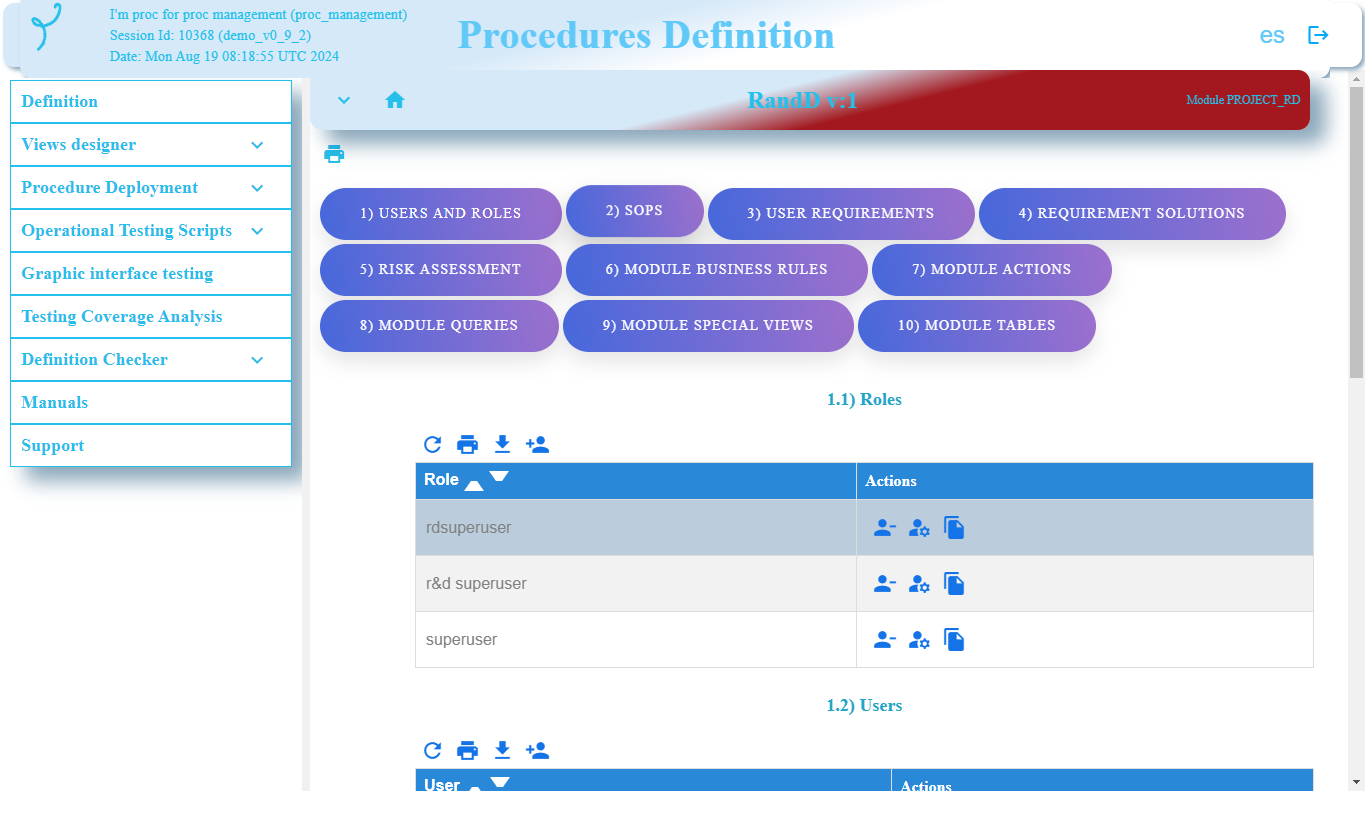 I'm proc for proc management (proc_management)
Session Id: 10368 (demo_v0_9_2)
Date: Mon Aug 19 08:18:55 UTC 2024
Procedures Definition
es
Definition
Views designer
Procedure Deployment
Operational Testing Scripts
Graphic interface testing
Testing Coverage Analysis
Definition Checker
Manuals
Support
RandD v.1
Module PROJECT_RD
1) USERS AND ROLES 2) SOPS 3) USER REQUIREMENTS 4) REQUIREMENT SOLUTIONS
5) RISK ASSESSMENT 6) MODULE BUSINESS RULES 7) MODULE ACTIONS
8) MODULE QUERIES 9) MODULE SPECIAL VIEWS 10) MODULE TABLES
1.1) Roles
Role Actions
rdsuperuser
r&d superuser
superuser
1.2) Users
User Actions